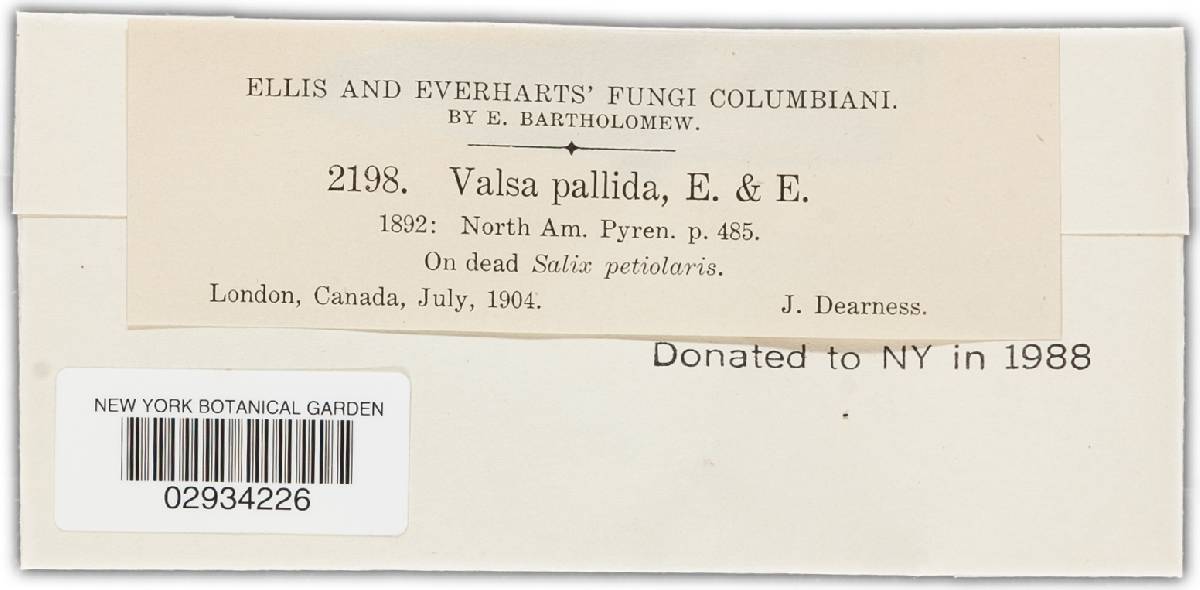 ELLIS AND EVERHARTS' FUNGI COLUMBIANI.
BY E. BARTHOLOMEW.
2198. Valsa pallida, E. & E.
1892: North Am. Pyren. p. 485.
On dead Salix petiolaris.
London, Canada, July, 1904. J. Dearness.
Donated to NY in 1988
NEW YORK BOTANICAL GARDEN
02934226